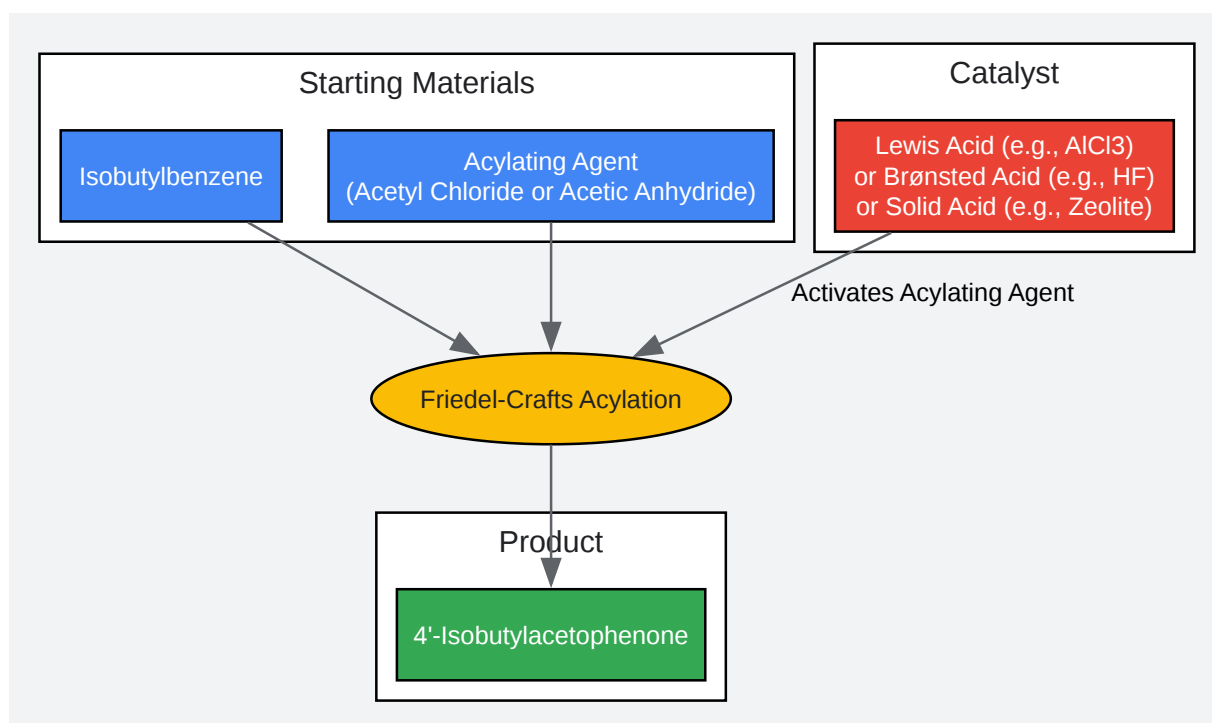 Starting Materials
Isobutylbenzene
Acylating Agent
(Acetyl Chloride or Acetic Anhydride)
Catalyst
Lewis Acid (e.g., AlCl3)
or Brønsted Acid (e.g., HF)
or Solid Acid (e.g., Zeolite)
Activates Acylating Agent
Friedel-Crafts Acylation
Product
4'-Isobutylacetophenone